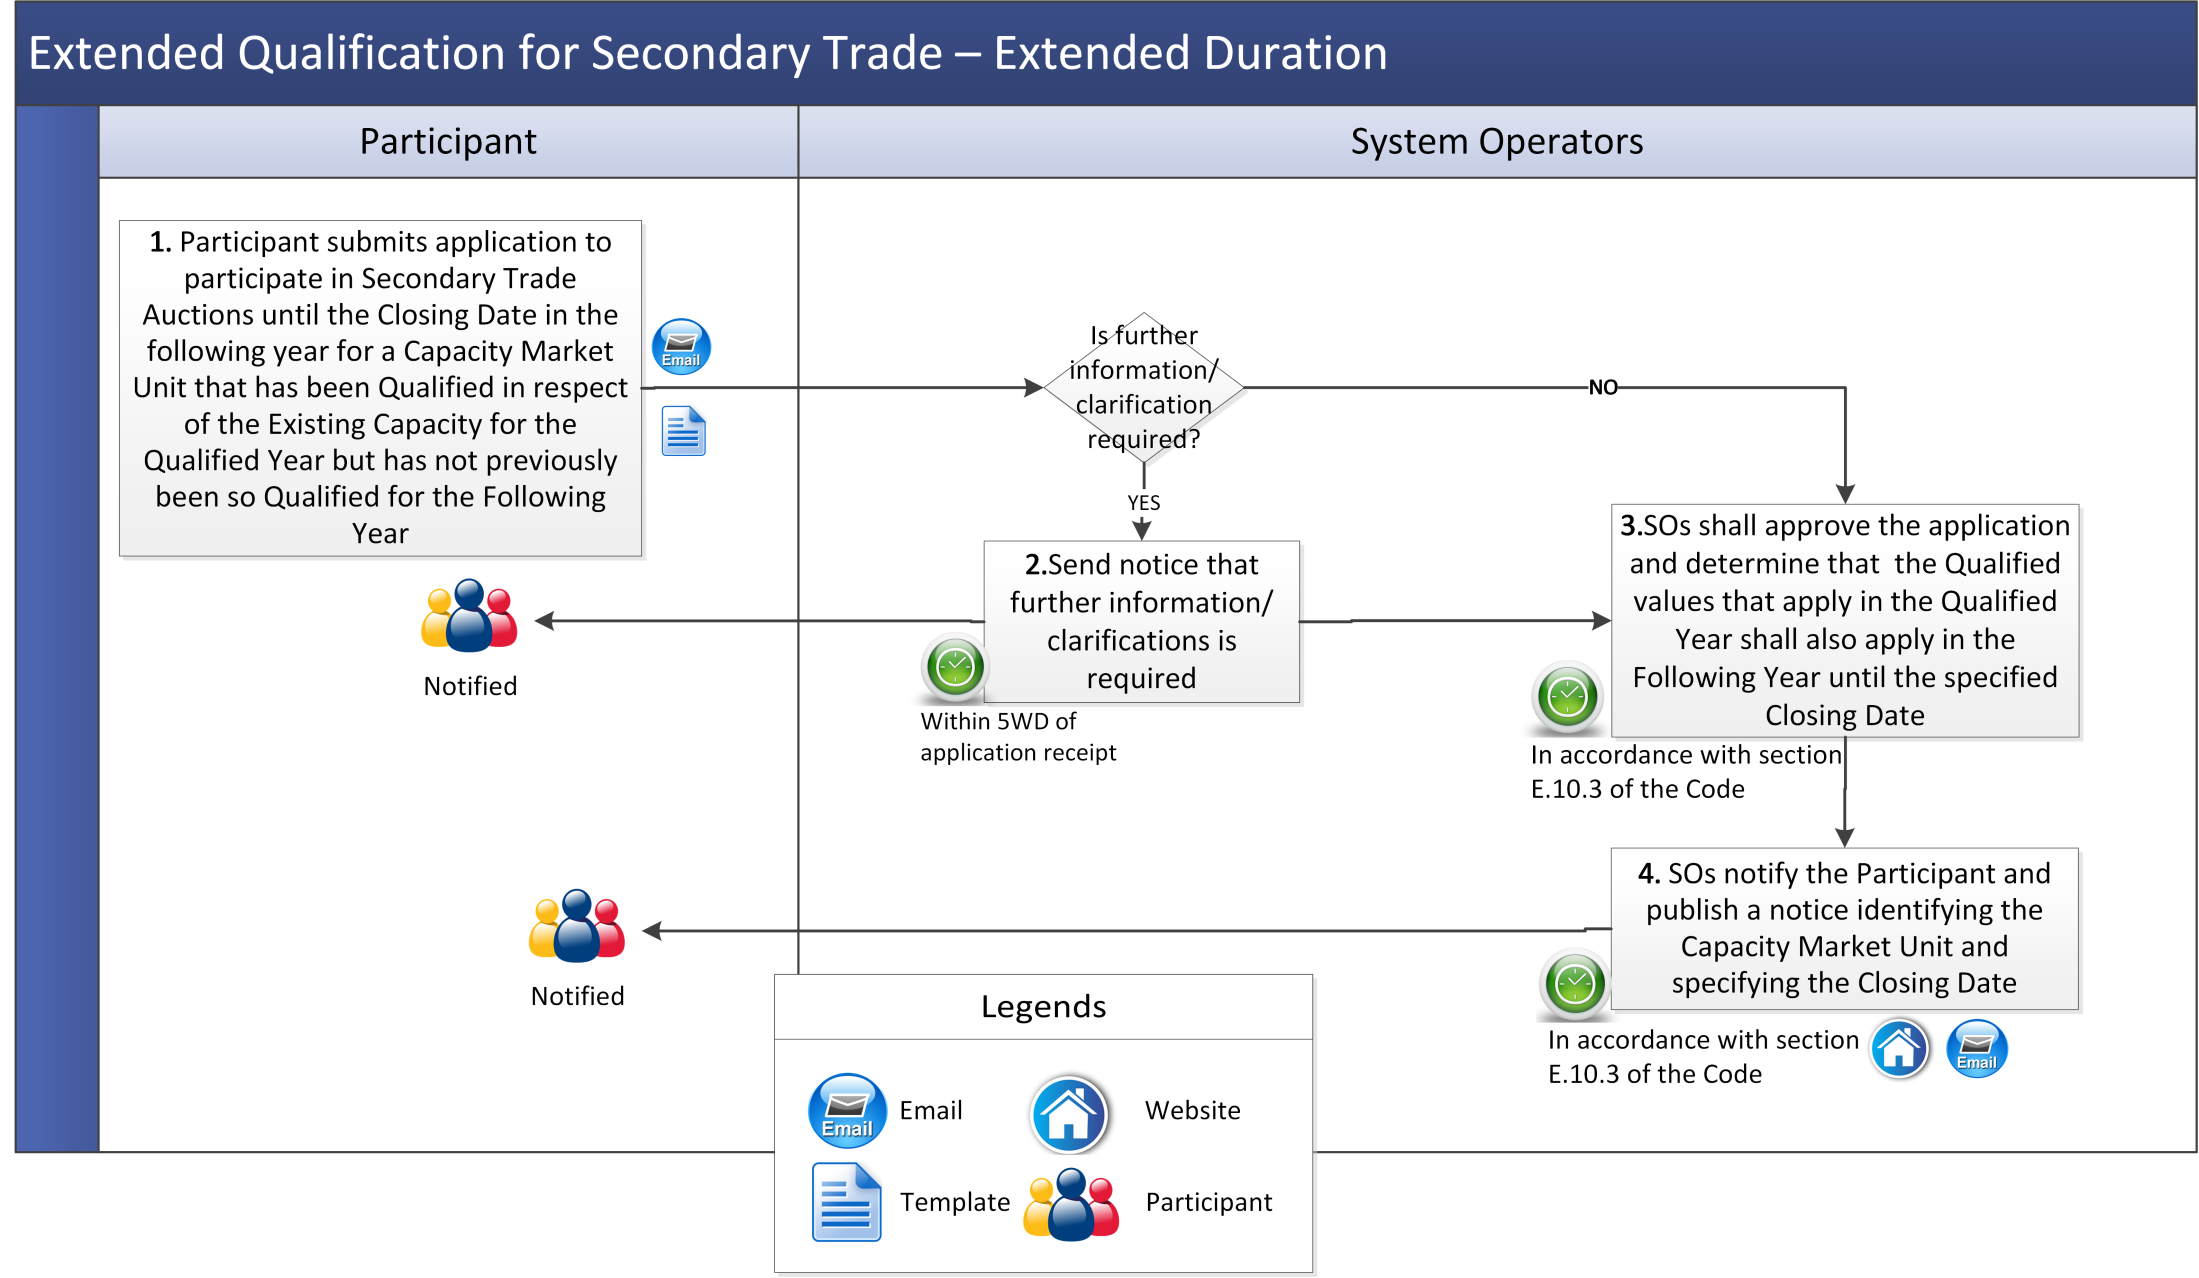 Extended Qualification for Secondary Trade – Extended Duration
Participant
System Operators
1. Participant submits application to
participate in Secondary Trade
Auctions until the Closing Date in the
following year for a Capacity Market
Unit that has been Qualified in respect
of the Existing Capacity for the
Qualified Year but has not previously
been so Qualified for the Following
Year
Email
Is further
information/
clarification
required?
NO
YES
2.Send notice that
further information/
clarifications is
required
Within 5WD of
application receipt
Notified
3.SOs shall approve the application
and determine that  the Qualified
values that apply in the Qualified
Year shall also apply in the
Following Year until the specified
Closing Date
In accordance with section
E.10.3 of the Code
4. SOs notify the Participant and
publish a notice identifying the
Capacity Market Unit and
specifying the Closing Date
In accordance with section
E.10.3 of the Code
Email
Notified
Legends
Email
Email
Website
Template
Participant